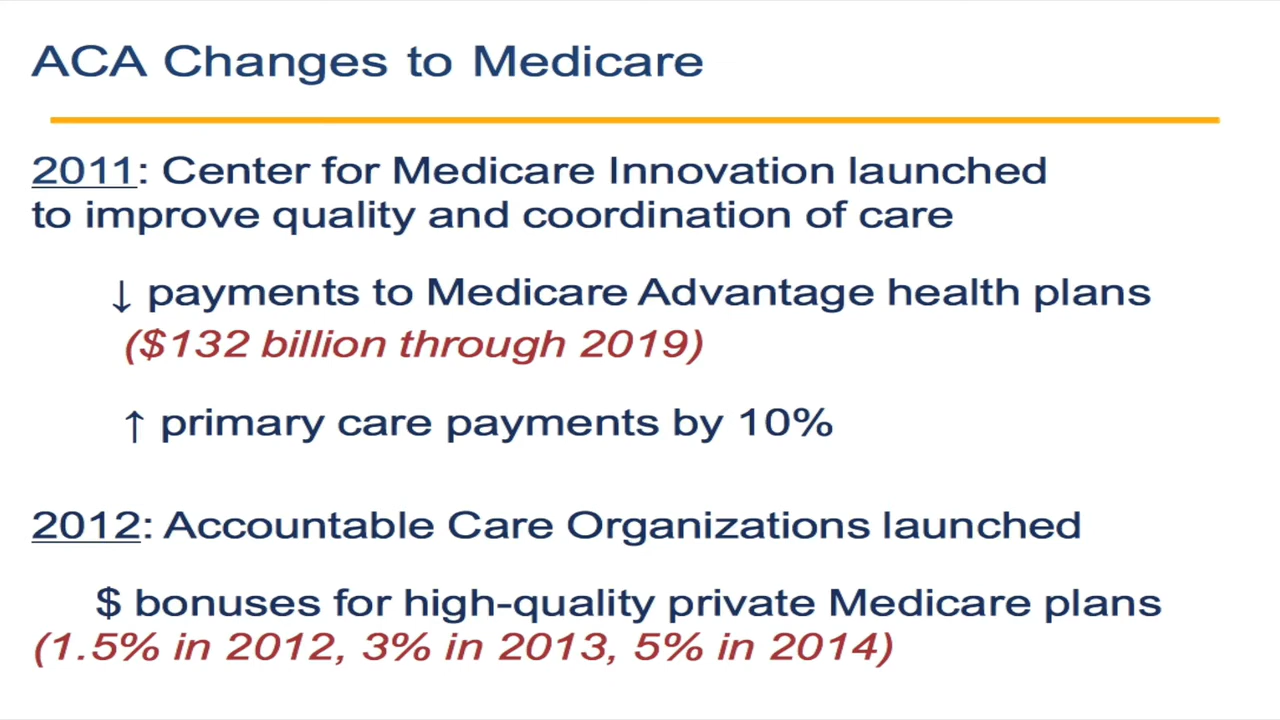 ACA Changes to Medicare
2011: Center for Medicare Innovation launched
to improve quality and coordination of care
↓ payments to Medicare Advantage health plans
($132 billion through 2019)
↑ primary care payments by 10%
2012: Accountable Care Organizations launched
$ bonuses for high-quality private Medicare plans
(1.5% in 2012, 3% in 2013, 5% in 2014)